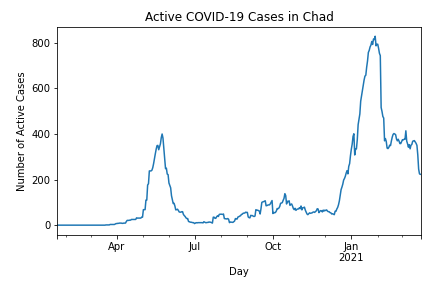 Active COVID-19 Cases in Chad
Number of Active Cases
800
600
400
200
0
Apr
Jul
Oct
Jan
2021
Day